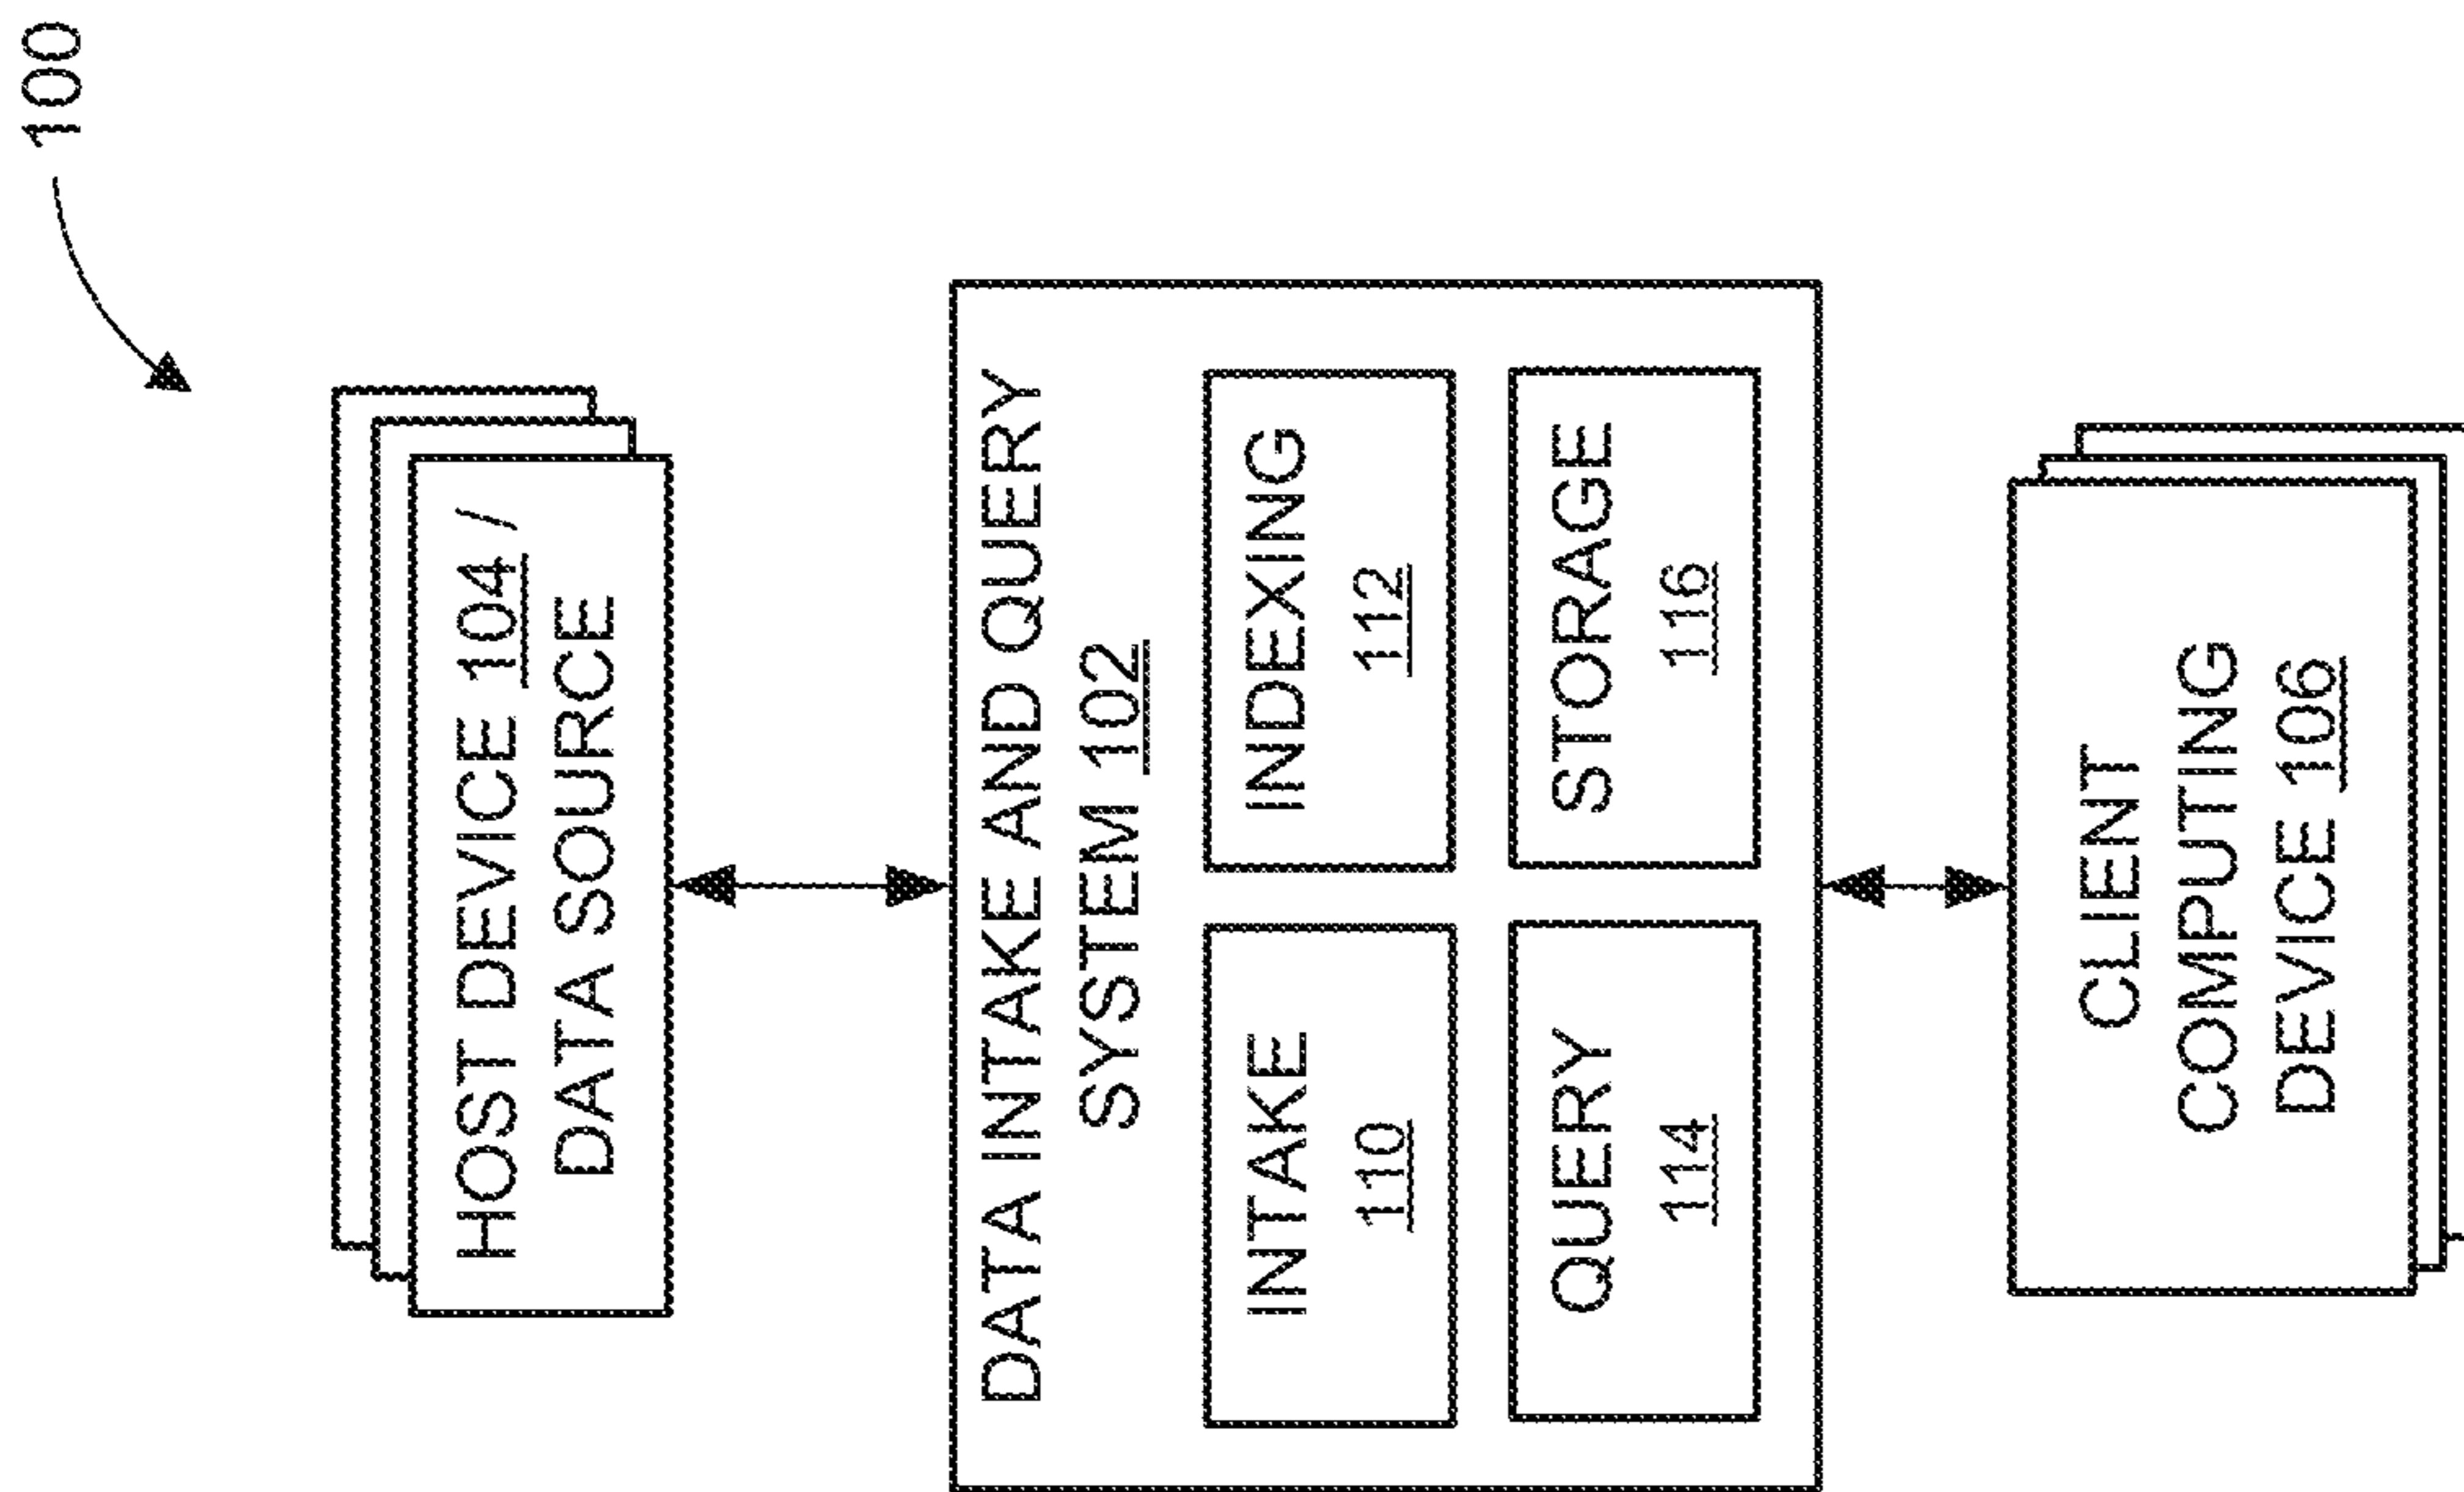 100
HOST DEVICE 104 /
DATA SOURCE
DATA INTAKE AND QUERY
SYSTEM 102
INTAKE
110
INDEXING
112
QUERY
114
STORAGE
116
CLIENT
COMPUTING
DEVICE 106